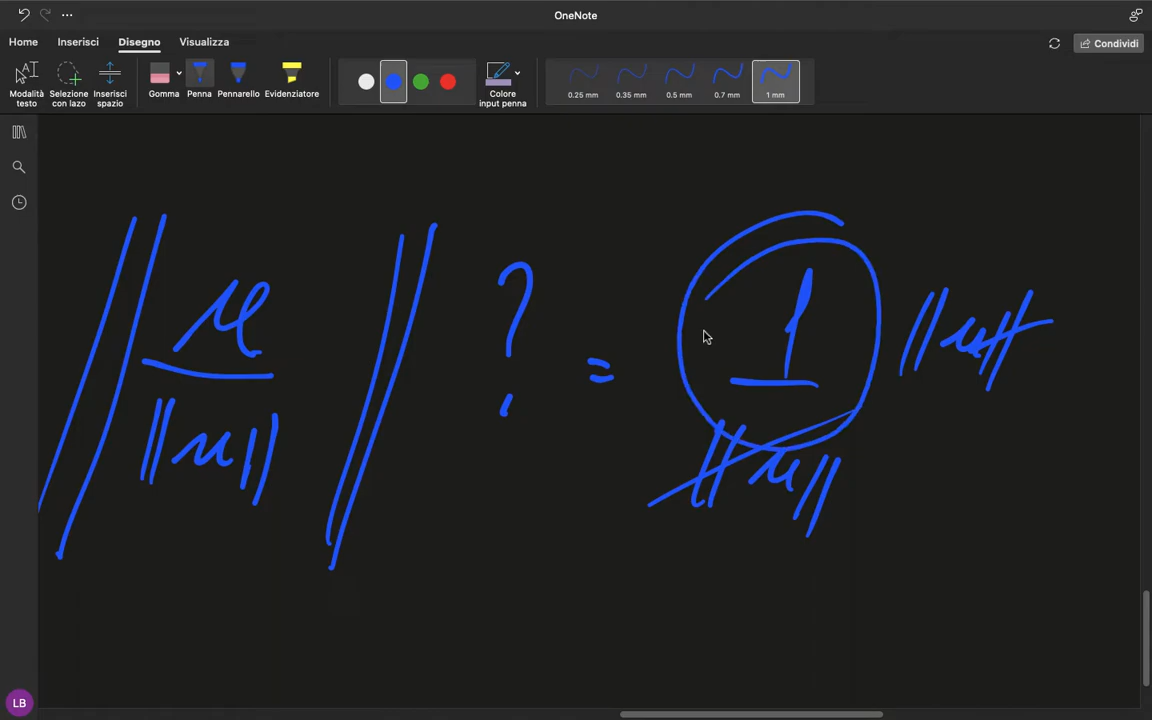 OneNote
Home Inserisci Disegno Visualizza
Condividi
Modalità testo Selezione con lazo Inserisci spazio Gomma Penna Pennarello Evidenziatore Colore input penna 0.25 mm 0.35 mm 0.5 mm 0.7 mm 1 mm
‖ u / ‖u‖ ‖ ? = 1 / ‖u‖ ‖u‖
LB